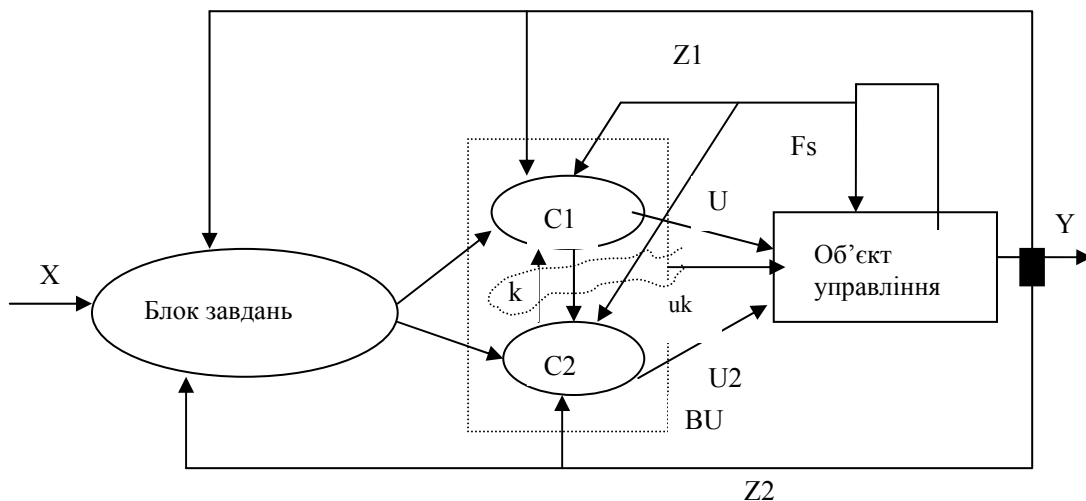 Z1
Fs
U
C1
Y
X
Об’єкт
управління
k
uk
Блок завдань
C2
U2
BU
Z2